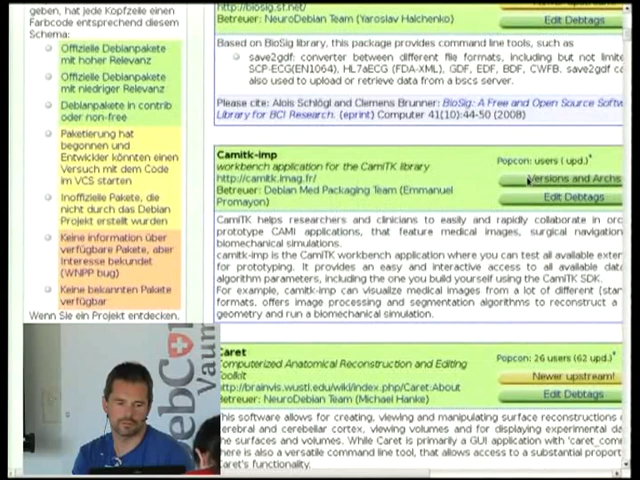 geben, hat jede Kopfzeile einen
Farbcode entsprechend diesem
Schema:
Offizielle Debianpakete
mit hoher Relevanz
Offizielle Debianpakete
mit niedriger Relevanz
Debianpakete in contrib
oder non-free
Paketierung hat
begonnen und
Entwickler könnten einen
Versuch mit dem Code
im VCS starten
Inoffizielle Pakete, die
nicht durch das Debian
Projekt erstellt wurden
Keine information über
verfügbare Pakete, aber
Interesse bekundet
(WNPP bug)
Keine bekannten Pakete
verfügbar
Wenn Sie ein Projekt entdecken,
http://biosig.sf.net/
Betreuer: NeuroDebian Team (Yaroslav Halchenko)
Edit Debtags
Based on BioSig library, this package provides command line tools, such as
save2gdf: converter between different file formats, including but not limite
SCP-ECG(EN1064), HL7aECG (FDA-XML), GDF, EDF, BDF, CWFB. save2gdf ca
also used to upload or retrieve data from a bscs server.
Please cite: Alois Schlögl and Clemens Brunner: BioSig: A Free and Open Source Softw
Library for BCI Research. (eprint) Computer 41(10):44-50 (2008)
Camitk-imp
workbench application for the CamiTK library
http://camitk.imag.fr/
Betreuer: Debian Med Packaging Team (Emmanuel
Promayon)
Popcon: users ( upd.)*
Versions and Archs
Edit Debtags
CamiTK helps researchers and clinicians to easily and rapidly collaborate in orc
prototype CAMI applications, that feature medical images, surgical navigation
biomechanical simulations.
camitk-imp is the CamiTK workbench application where you can test all available exter
for prototyping. It provides an easy and interactive access to all available data
algorithm parameters, including the one you build yourself using the CamiTK SDK.
For example, camitk-imp can visualize medical images from a lot of different (stan
formats, offers image processing and segmentation algorithms to reconstruct a
geometry and run a biomechanical simulation.
Caret
Computerized Anatomical Reconstruction and Editing
Toolkit
http://brainvis.wustl.edu/wiki/index.php/Caret:About
Betreuer: NeuroDebian Team (Michael Hanke)
Popcon: 26 users (62 upd.)*
Newer upstream!
Edit Debtags
This software allows for creating, viewing and manipulating surface reconstructions
cerebral and cerebellar cortex, viewing volumes and for displaying experimental da
the surfaces and volumes. While Caret is primarily a GUI application with 'caret_com
there is also a versatile command line tool, that allows access to a substantial propor
Caret's functionality.
ebC
Vaum